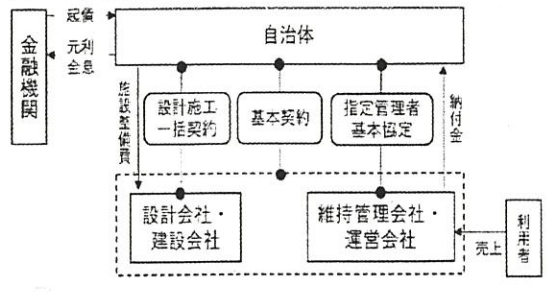 起債
元利
金息
金融機関
自治体
施設整備費
設計施工
一括契約
基本契約
指定管理者
基本協定
納付金
設計会社・
建設会社
維持管理会社・
運営会社
売上
利用者